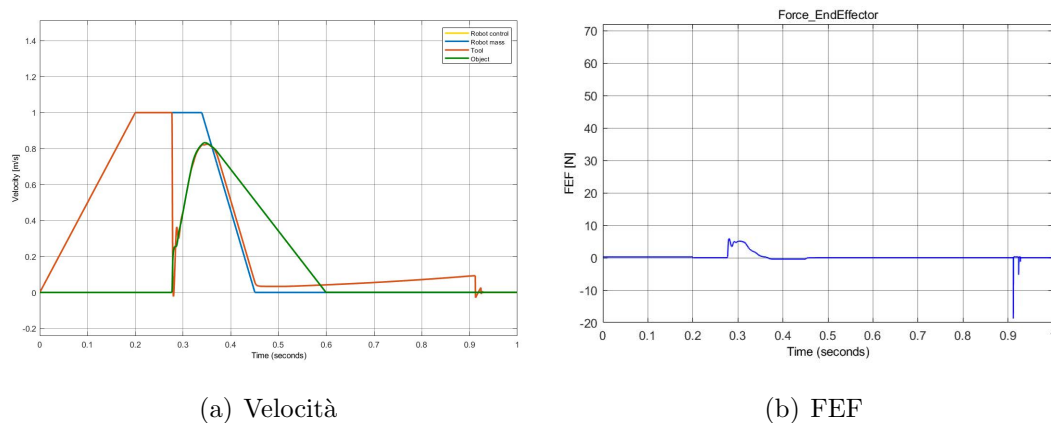 Force_EndEffector
1.4
1.2
1
0.8
0.6
0.4
0.2
0
-0.2
Velocity [m/s]
Robot control
Robot mass
Tool
Object
0 0.1 0.2 0.3 0.4 0.5 0.6 0.7 0.8 0.9 1
Time (seconds)
70
60
50
40
30
20
10
0
-10
-20
FEF [N]
0 0.1 0.2 0.3 0.4 0.5 0.6 0.7 0.8 0.9
Time (seconds)
(a) Velocità
(b) FEF